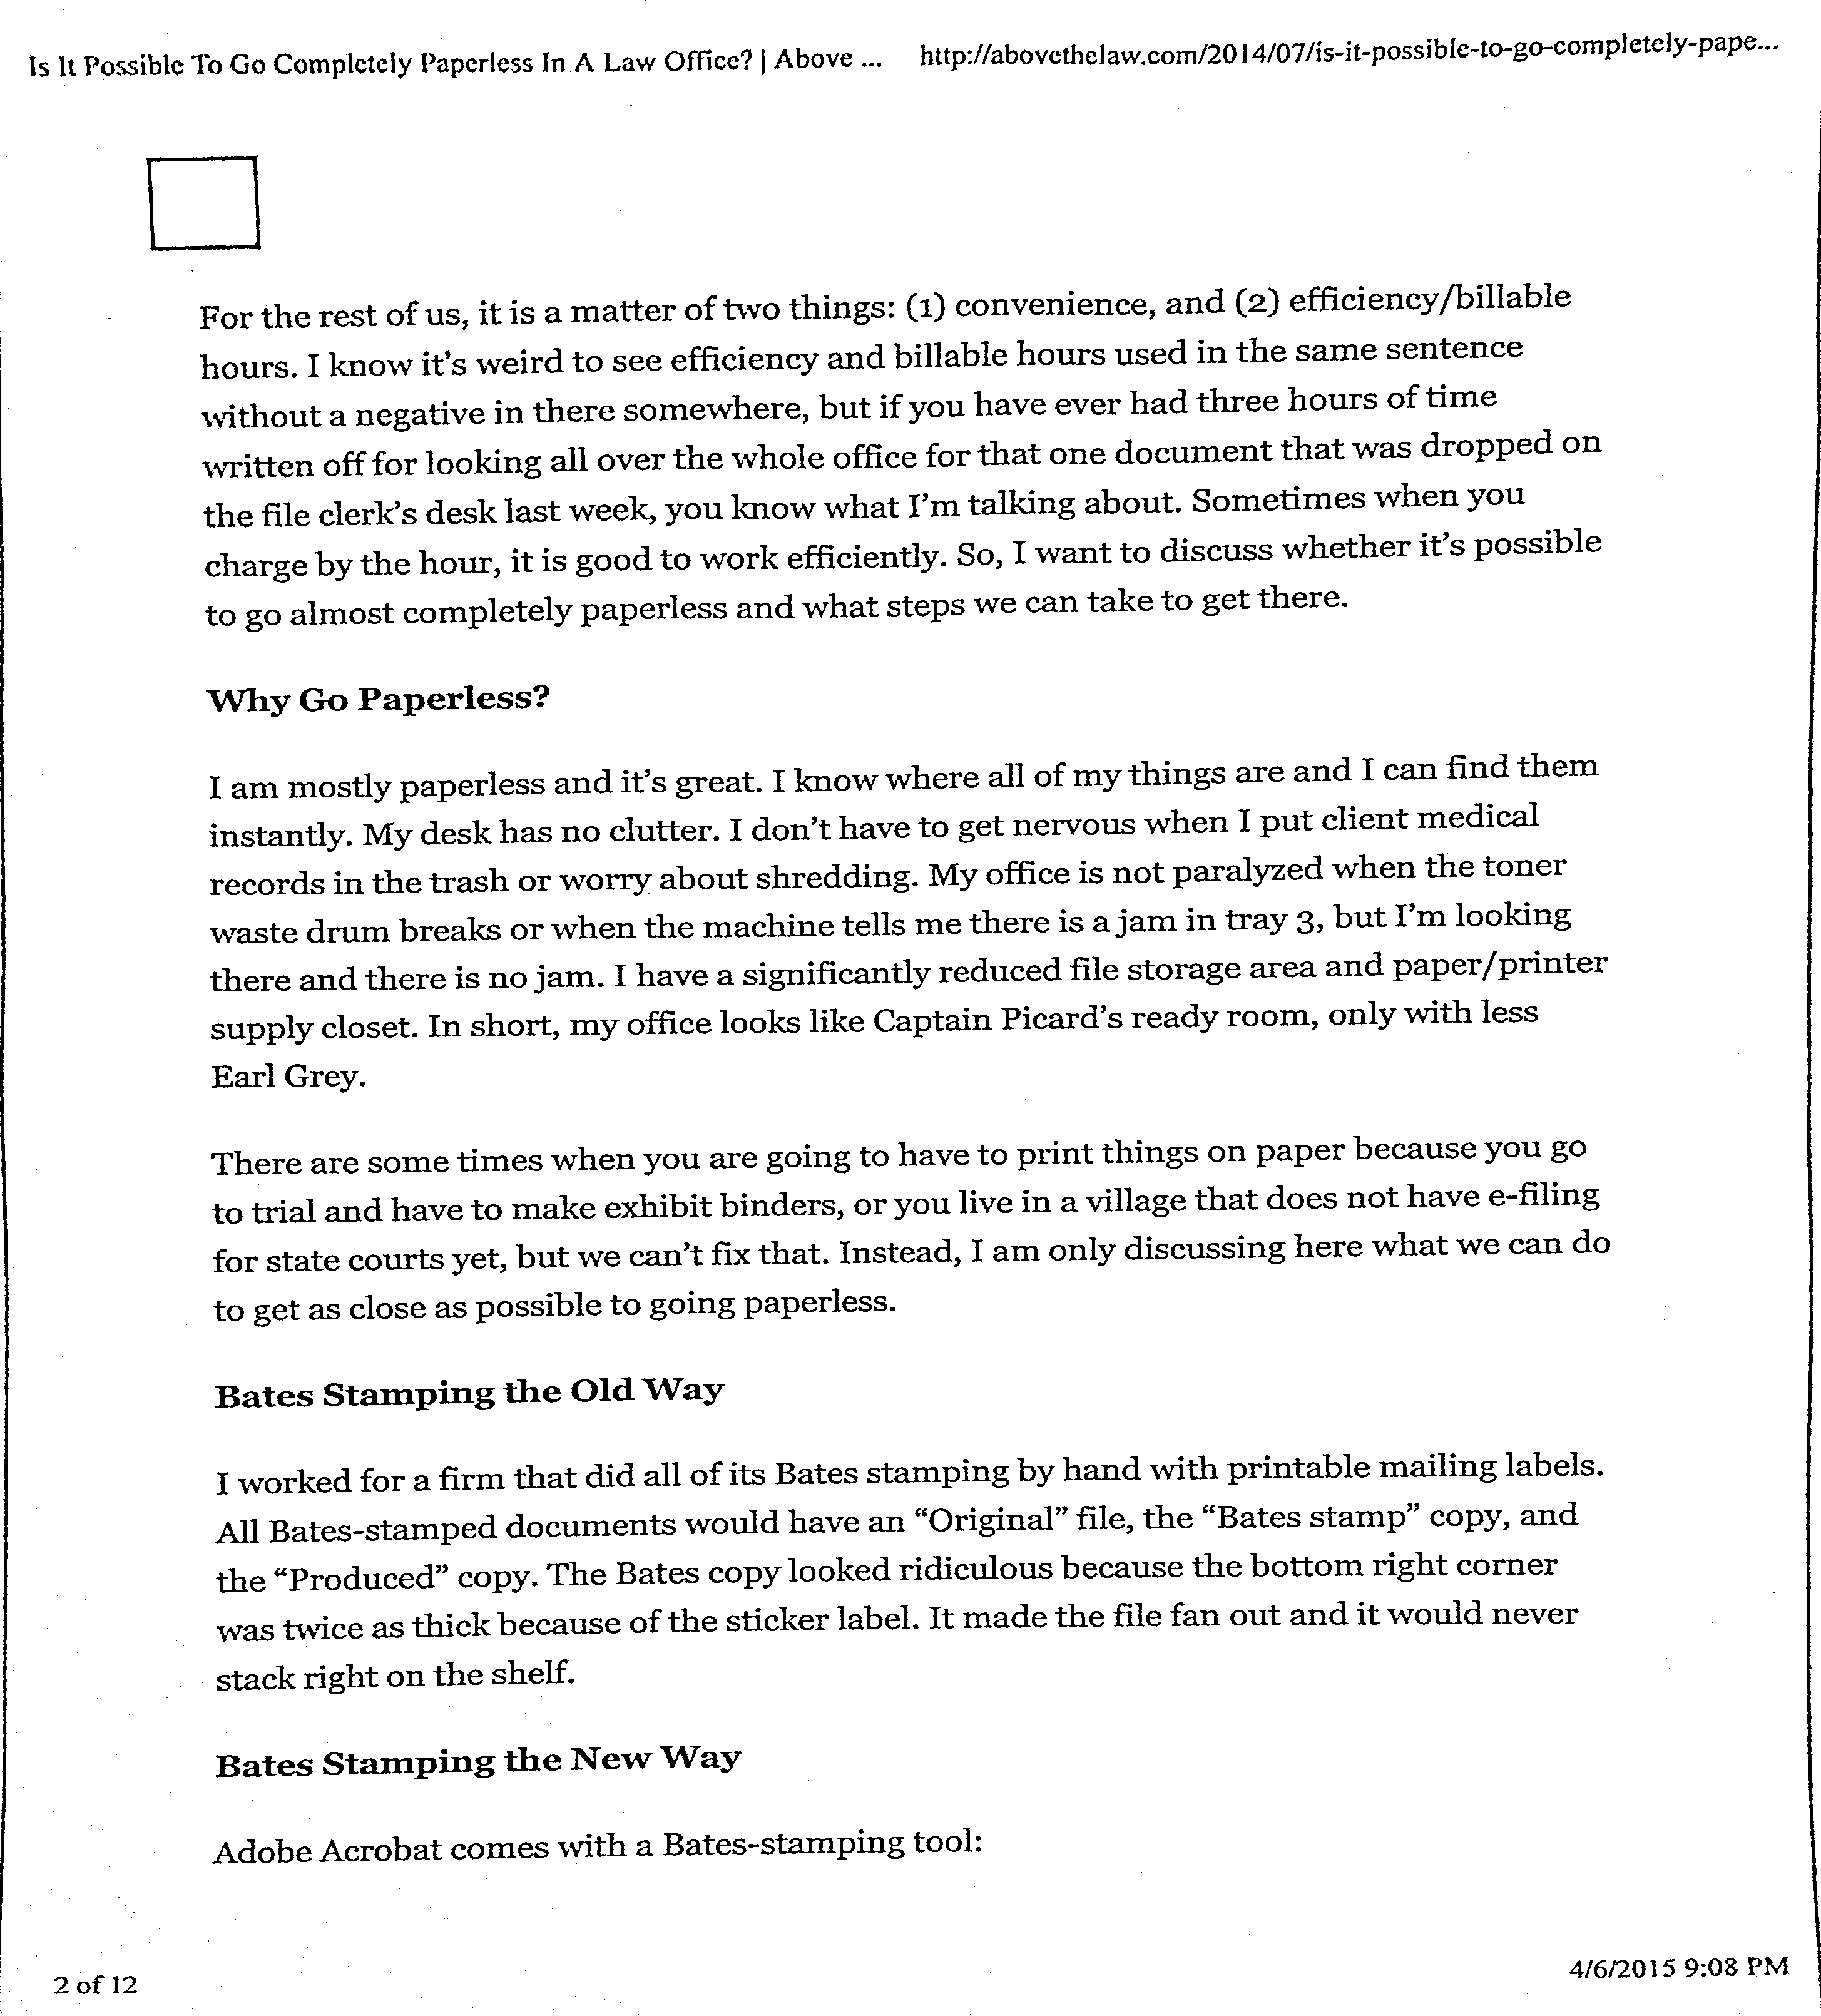 Is It Possible To Go Completely Paperless In A Law Office? | Above ... http://abovethelaw.com/2014/07/is-it-possible-to-go-completely-pape...
For the rest of us, it is a matter of two things: (1) convenience, and (2) efficiency/billable
hours. I know it's weird to see efficiency and billable hours used in the same sentence
without a negative in there somewhere, but if you have ever had three hours of time
written off for looking all over the whole office for that one document that was dropped on
the file clerk's desk last week, you know what I'm talking about. Sometimes when you
charge by the hour, it is good to work efficiently. So, I want to discuss whether it's possible
to go almost completely paperless and what steps we can take to get there.
Why Go Paperless?
I am mostly paperless and it's great. I know where all of my things are and I can find them
instantly. My desk has no clutter. I don't have to get nervous when I put client medical
records in the trash or worry about shredding. My office is not paralyzed when the toner
waste drum breaks or when the machine tells me there is a jam in tray 3, but I'm looking
there and there is no jam. I have a significantly reduced file storage area and paper/printer
supply closet. In short, my office looks like Captain Picard's ready room, only with less
Earl Grey.
There are some times when you are going to have to print things on paper because you go
to trial and have to make exhibit binders, or you live in a village that does not have e-filing
for state courts yet, but we can't fix that. Instead, I am only discussing here what we can do
to get as close as possible to going paperless.
Bates Stamping the Old Way
I worked for a firm that did all of its Bates stamping by hand with printable mailing labels.
All Bates-stamped documents would have an "Original" file, the "Bates stamp" copy, and
the "Produced" copy. The Bates copy looked ridiculous because the bottom right corner
was twice as thick because of the sticker label. It made the file fan out and it would never
stack right on the shelf.
Bates Stamping the New Way
Adobe Acrobat comes with a Bates-stamping tool:
2 of 12
4/6/2015 9:08 PM